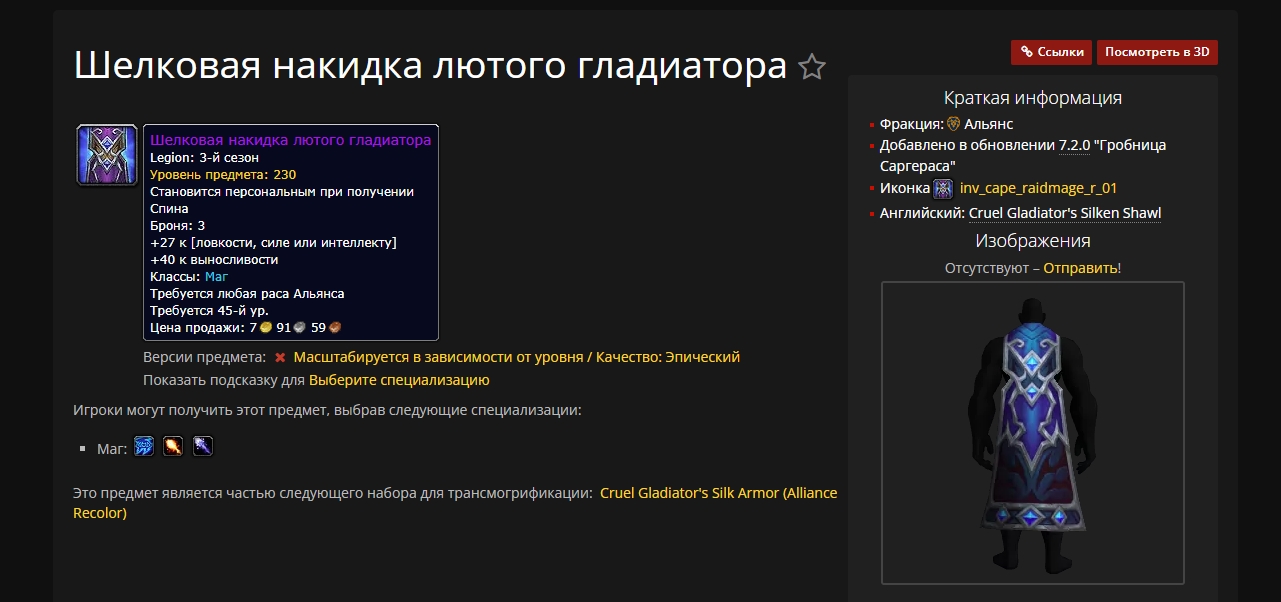 Шелковая накидка лютого гладиатора
Шелковая накидка лютого гладиатора
Legion: 3-й сезон
Уровень предмета: 230
Становится персональным при получении
Спина
Броня: 3
+27 к [ловкости, силе или интеллекту]
+40 к выносливости
Классы: Маг
Требуется любая раса Альянса
Требуется 45-й ур.
Цена продажи: 7 91 59
Версии предмета: Масштабируется в зависимости от уровня / Качество: Эпический
Показать подсказку для Выберите специализацию
Игроки могут получить этот предмет, выбрав следующие специализации:
Маг:
Это предмет является частью следующего набора для трансмогрификации: Cruel Gladiator's Silk Armor (Alliance
Recolor)
Ссылки
Посмотреть в 3D
Краткая информация
Фракция: Альянс
Добавлено в обновлении 7.2.0 "Гробница
Саргераса"
Иконка inv_cape_raidmage_r_01
Английский: Cruel Gladiator's Silken Shawl
Изображения
Отсутствуют – Отправить!